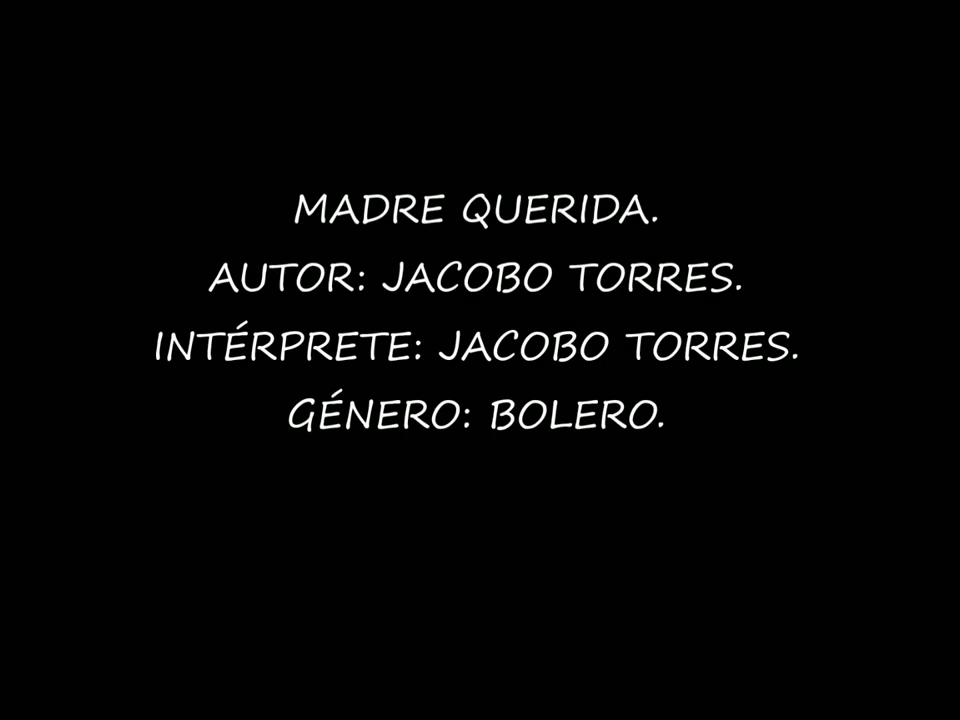 MADRE QUERIDA.
AUTOR: JACOBO TORRES.
INTÉRPRETE: JACOBO TORRES.
GÉNERO: BOLERO.